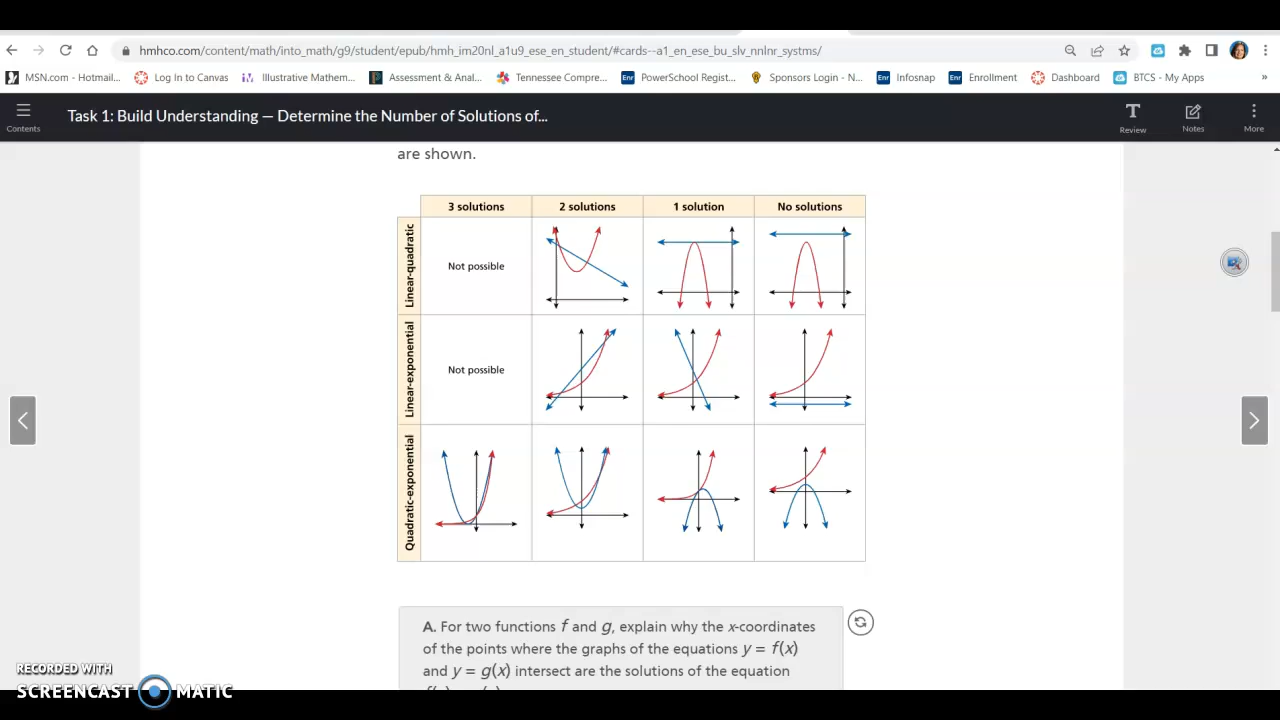 hmhco.com/content/math/into_math/g9/student/epub/hmh_im20nl_a1u9_ese_en_student/#cards--a1_en_ese_bu_slv_nnlnr_systms/
MSN.com - Hotmail... Log In to Canvas Illustrative Mathem... Assessment & Anal... Tennessee Compre... Enr PowerSchool Regist... Sponsors Login - N... Enr Infosnap Enr Enrollment Dashboard BTCS - My Apps »
Contents Task 1: Build Understanding — Determine the Number of Solutions of... T Review Notes More
are shown.
3 solutions 2 solutions 1 solution No solutions
Linear-quadratic Not possible
Linear-exponential Not possible
Quadratic-exponential
A. For two functions f and g, explain why the x-coordinates
of the points where the graphs of the equations y = f(x)
and y = g(x) intersect are the solutions of the equation
RECORDED WITH
SCREENCAST MATIC